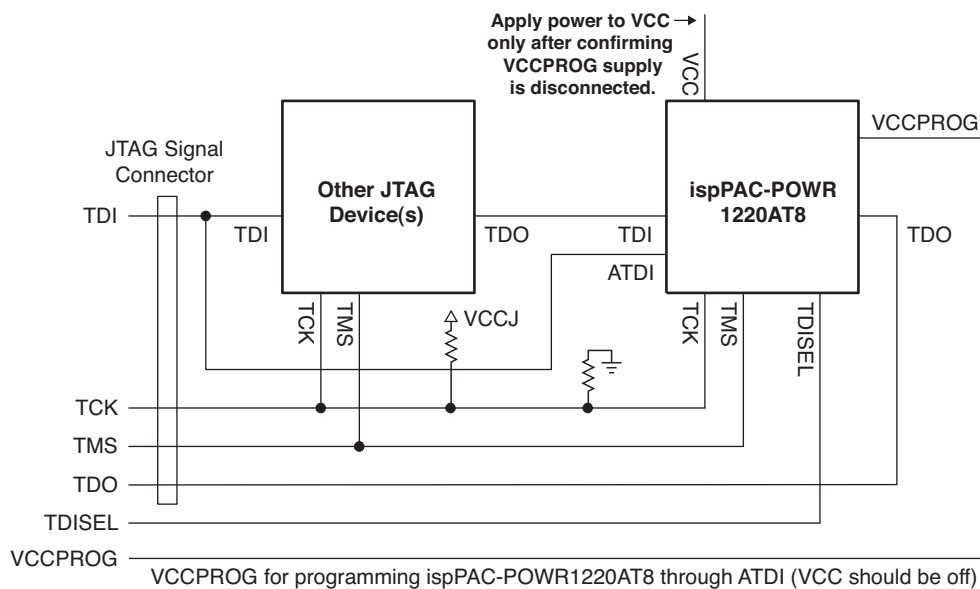 Apply power to VCC
only after confirming
VCCPROG supply
is disconnected.
VCC
VCCPROG
JTAG Signal
Connector
Other JTAG
Device(s)
ispPAC-POWR
1220AT8
TDI
TDI
TDO
TDI
TDO
ATDI
TCK
TMS
VCCJ
TCK
TMS
TDISEL
TCK
TMS
TDO
TDISEL
VCCPROG
VCCPROG for programming ispPAC-POWR1220AT8 through ATDI (VCC should be off)